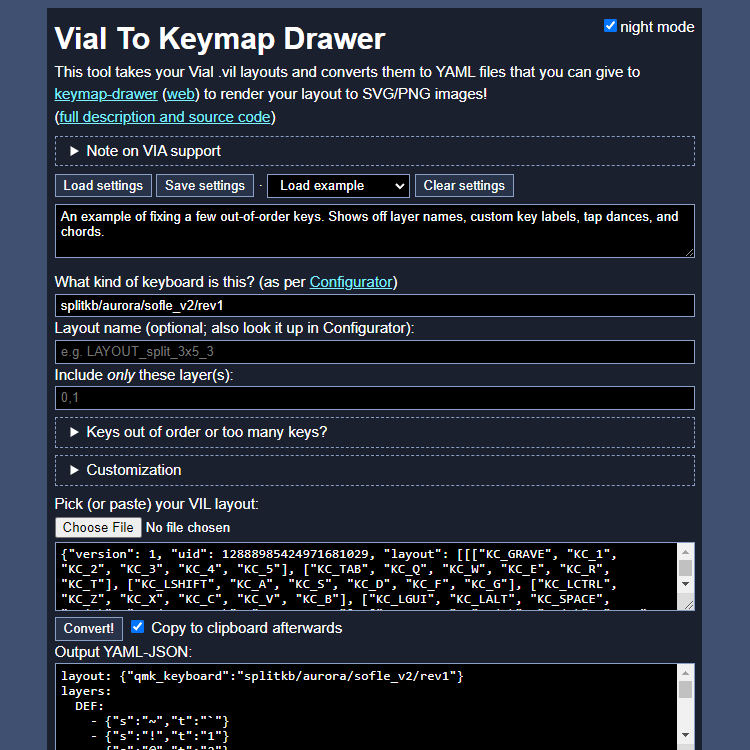 Vial To Keymap Drawer
night mode
This tool takes your Vial .vil layouts and converts them to YAML files that you can give to
keymap-drawer (web) to render your layout to SVG/PNG images!
(full description and source code)
▶ Note on VIA support
Load settings Save settings · Load example Clear settings
An example of fixing a few out-of-order keys. Shows off layer names, custom key labels, tap dances, and
chords.
What kind of keyboard is this? (as per Configurator)
splitkb/aurora/sofle_v2/rev1
Layout name (optional; also look it up in Configurator):
e.g. LAYOUT_split_3x5_3
Include only these layer(s):
0,1
▶ Keys out of order or too many keys?
▶ Customization
Pick (or paste) your VIL layout:
Choose File No file chosen
{"version": 1, "uid": 12888985424971681029, "layout": [[["KC_GRAVE", "KC_1",
"KC_2", "KC_3", "KC_4", "KC_5"], ["KC_TAB", "KC_Q", "KC_W", "KC_E", "KC_R",
"KC_T"], ["KC_LSHIFT", "KC_A", "KC_S", "KC_D", "KC_F", "KC_G"], ["KC_LCTRL",
"KC_Z", "KC_X", "KC_C", "KC_V", "KC_B"], ["KC_LGUI", "KC_LALT", "KC_SPACE",
Convert! Copy to clipboard afterwards
Output YAML-JSON:
layout: {"qmk_keyboard":"splitkb/aurora/sofle_v2/rev1"}
layers:
DEF:
- {"s":"~","t":"`"}
- {"s":"!","t":"1"}
- {"s":"@","t":"2"}